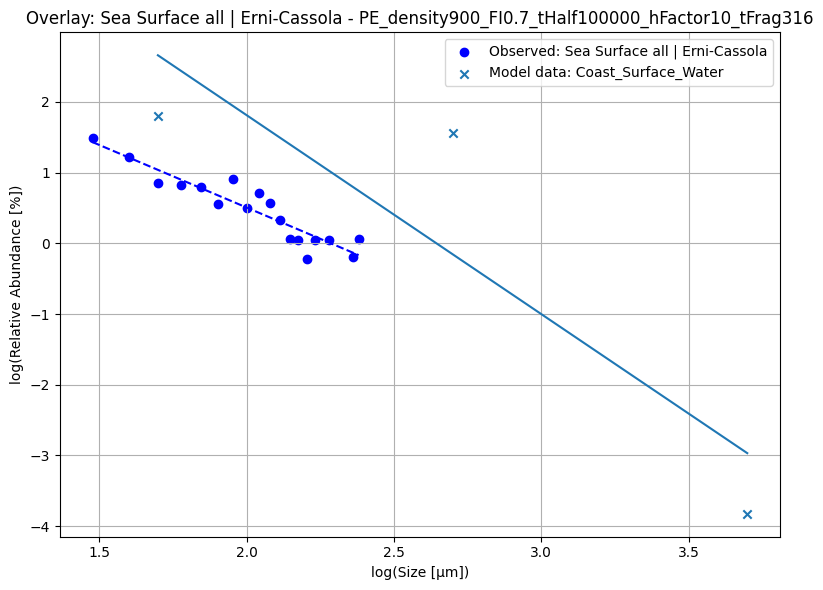 Overlay: Sea Surface all | Erni-Cassola - PE_density900_FI0.7_tHalf100000_hFactor10_tFrag316
Observed: Sea Surface all | Erni-Cassola
Model data: Coast_Surface_Water
log(Relative Abundance [%])
2
1
0
−1
−2
−3
−4
1.5
2.0
2.5
3.0
3.5
log(Size [μm])